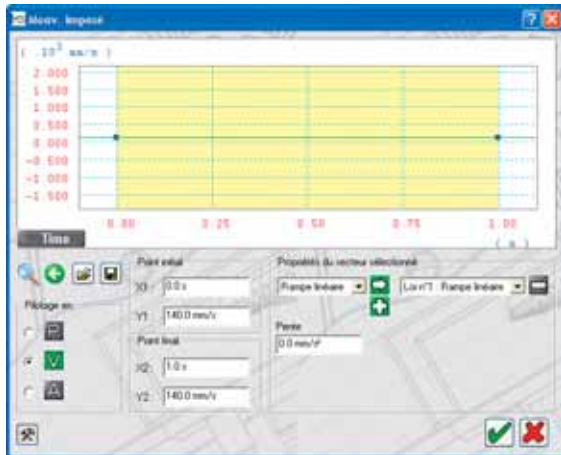 Mouv. Imposé
( .10³ mm/s )
2.000
1.500
1.000
0.500
0.000
-0.500
-1.000
-1.500
0.00 0.25 0.50 0.75 1.00
Time
( s )
Point initial
X1: 0.0 s
Y1: 140.0 mm/s
Point final
X2: 1.0 s
Y2: 140.0 mm/s
Pilotage en:
P
V
A
Propriétés du secteur sélectionné
Rampe linéaire
Loi n°1 : Rampe linéaire
Pente
0.0 mm/s²